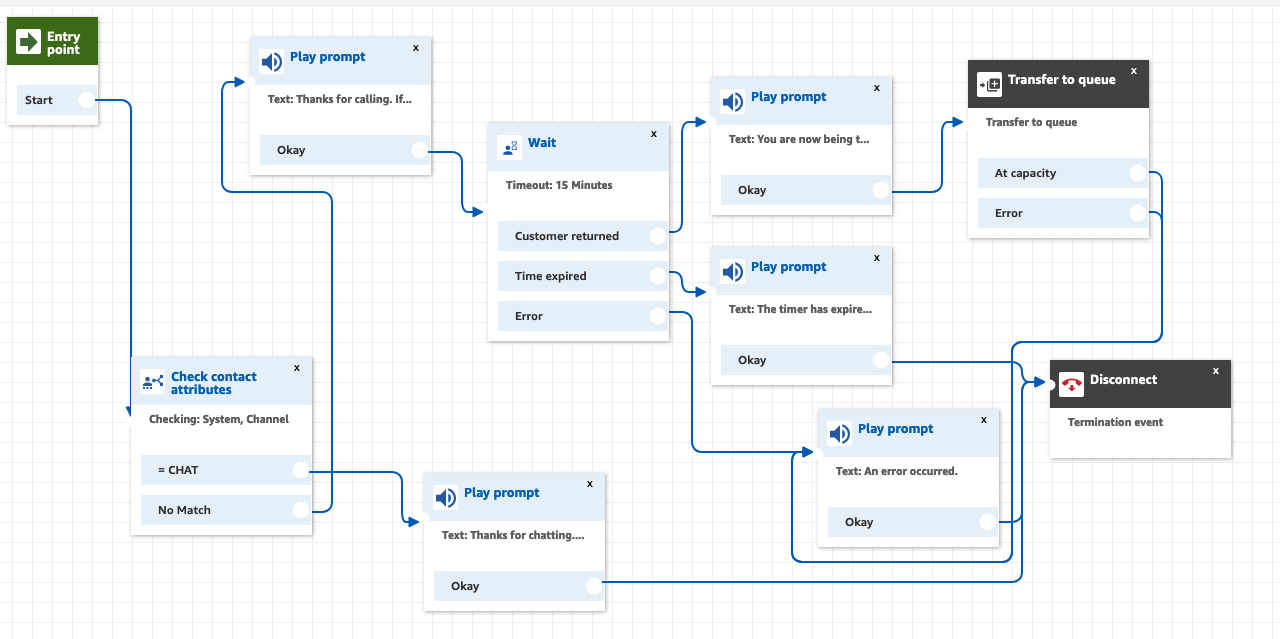 Entry
point
Start
Play prompt
x
Text: Thanks for calling. If...
Okay
Wait
x
Timeout: 15 Minutes
Customer returned
Time expired
Error
Play prompt
x
Text: You are now being t...
Okay
Transfer to queue
x
Transfer to queue
At capacity
Error
Play prompt
x
Text: The timer has expire...
Okay
Check contact
attributes
x
Checking: System, Channel
= CHAT
No Match
Disconnect
x
Termination event
Play prompt
x
Text: An error occurred.
Okay
Play prompt
x
Text: Thanks for chatting....
Okay